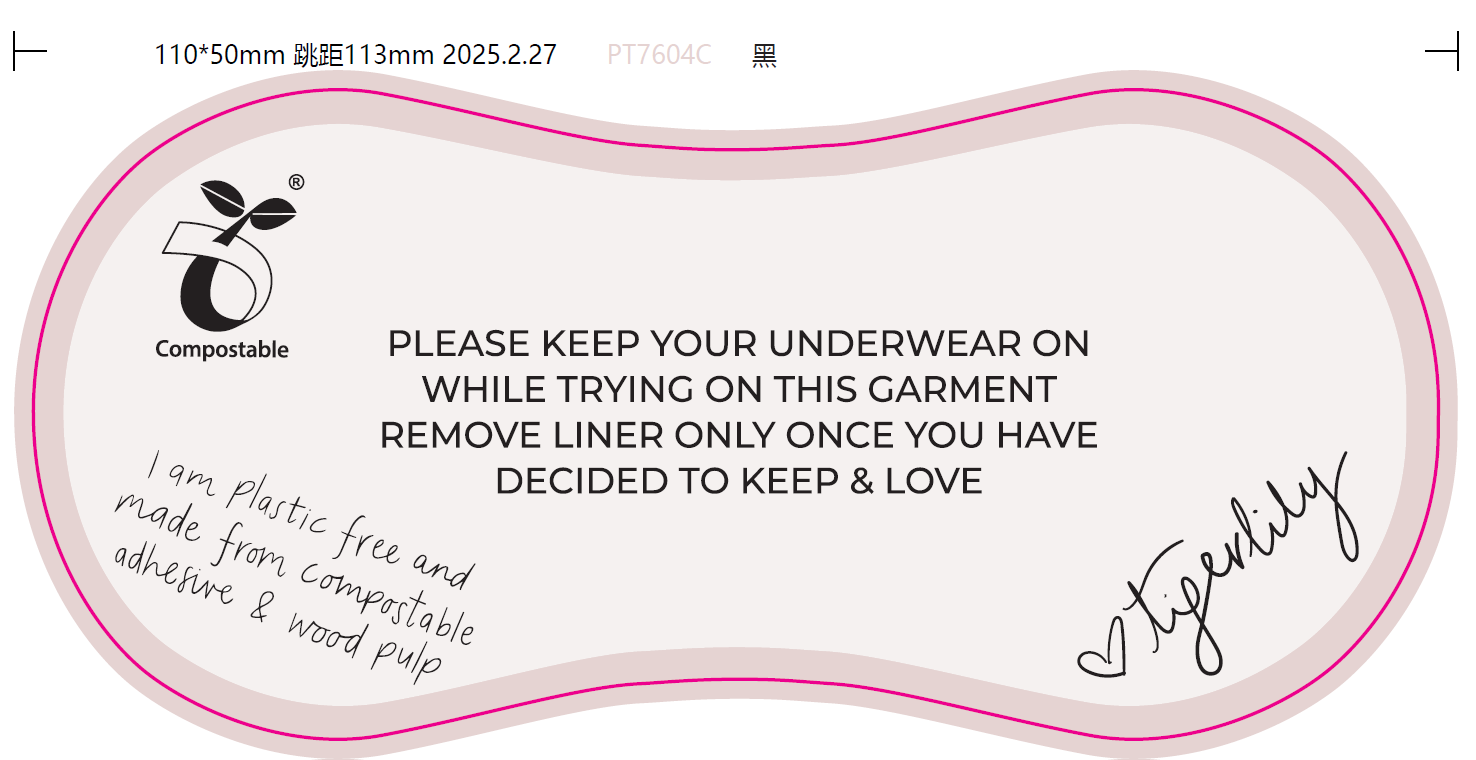 110*50mm 跳距113mm 2025.2.27 PT7604C 黑
®
Compostable
PLEASE KEEP YOUR UNDERWEAR ON
WHILE TRYING ON THIS GARMENT
REMOVE LINER ONLY ONCE YOU HAVE
DECIDED TO KEEP & LOVE
I am plastic free and
made from compostable
adhesive & wood pulp
tigerlily